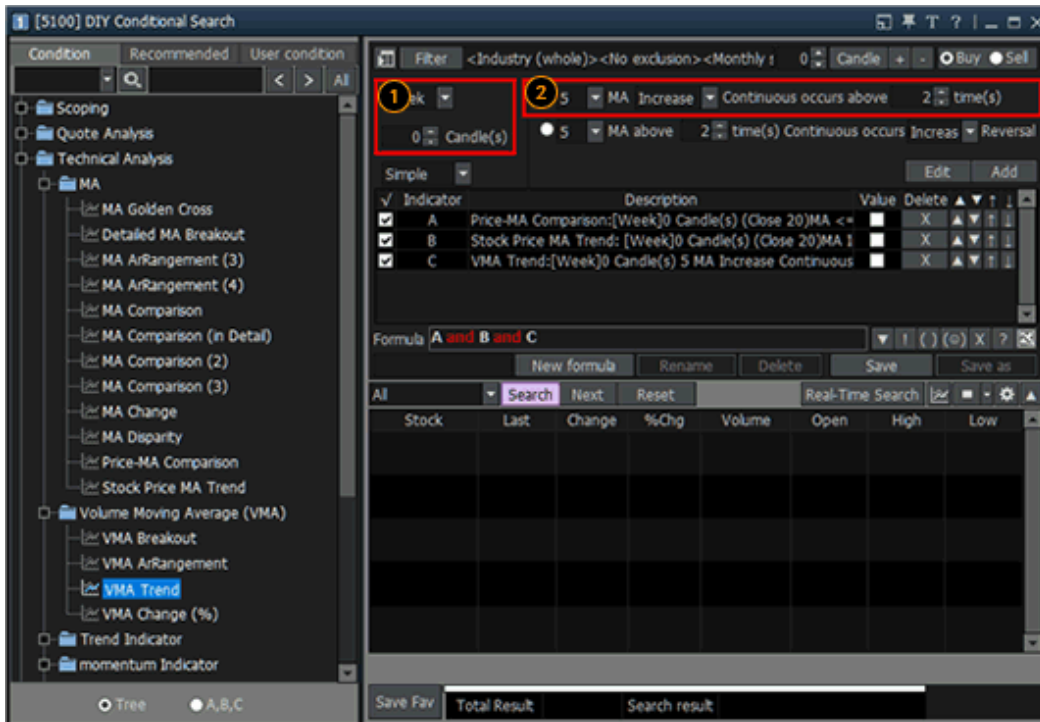 1 [5100] DIY Conditional Search
T ?
Condition Recommended User condition
< > All
Scoping
Quote Analysis
Technical Analysis
MA
MA Golden Cross
Detailed MA Breakout
MA ArRangement (3)
MA ArRangement (4)
MA Comparison
MA Comparison (in Detail)
MA Comparison (2)
MA Comparison (3)
MA Change
MA Disparity
Price-MA Comparison
Stock Price MA Trend
Volume Moving Average (VMA)
VMA Breakout
VMA ArRangement
VMA Trend
VMA Change (%)
Trend Indicator
momentum Indicator
Tree A,B,C
Filter <Industry (whole)><No exclusion><Monthly 0 Candle + - Buy Sell
1 ek
0 Candle(s)
2 5 MA Increase Continuous occurs above 2 time(s)
5 MA above 2 time(s) Continuous occurs Increas Reversal
Simple Edit Add
√ Indicator Description Value Delete ▲ ▼ ↑ ↓
A Price-MA Comparison:[Week]0 Candle(s) (Close 20)MA <= X ▲ ▼ ↑ ↓
B Stock Price MA Trend: [Week]0 Candle(s) (Close 20)MA I X ▲ ▼ ↑ ↓
C VMA Trend:[Week]0 Candle(s) 5 MA Increase Continuous X ▲ ▼ ↑ ↓
Formula A and B and C ▼ ! ( ) (⊙) X ?
New formula Rename Delete Save Save as
All Search Next Reset Real-Time Search
Stock Last Change %Chg Volume Open High Low
Save Fav Total Result Search result